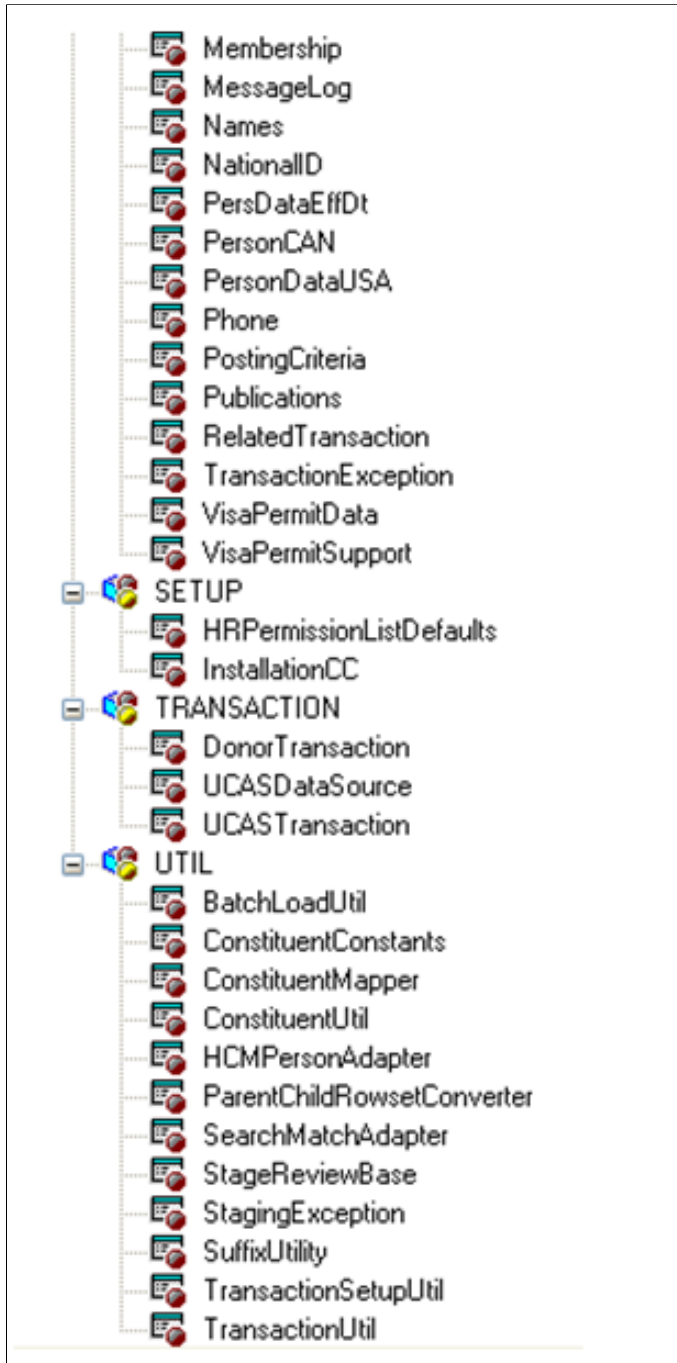 Membership
MessageLog
Names
NationalID
PersDataEffDt
PersonCAN
PersonDataUSA
Phone
PostingCriteria
Publications
RelatedTransaction
TransactionException
VisaPermitData
VisaPermitSupport
SETUP
HRPermissionListDefaults
InstallationCC
TRANSACTION
DonorTransaction
UCASDataSource
UCASTransaction
UTIL
BatchLoadUtil
ConstituentConstants
ConstituentMapper
ConstituentUtil
HCMPersonAdapter
ParentChildRowsetConverter
SearchMatchAdapter
StageReviewBase
StagingException
SuffixUtility
TransactionSetupUtil
TransactionUtil